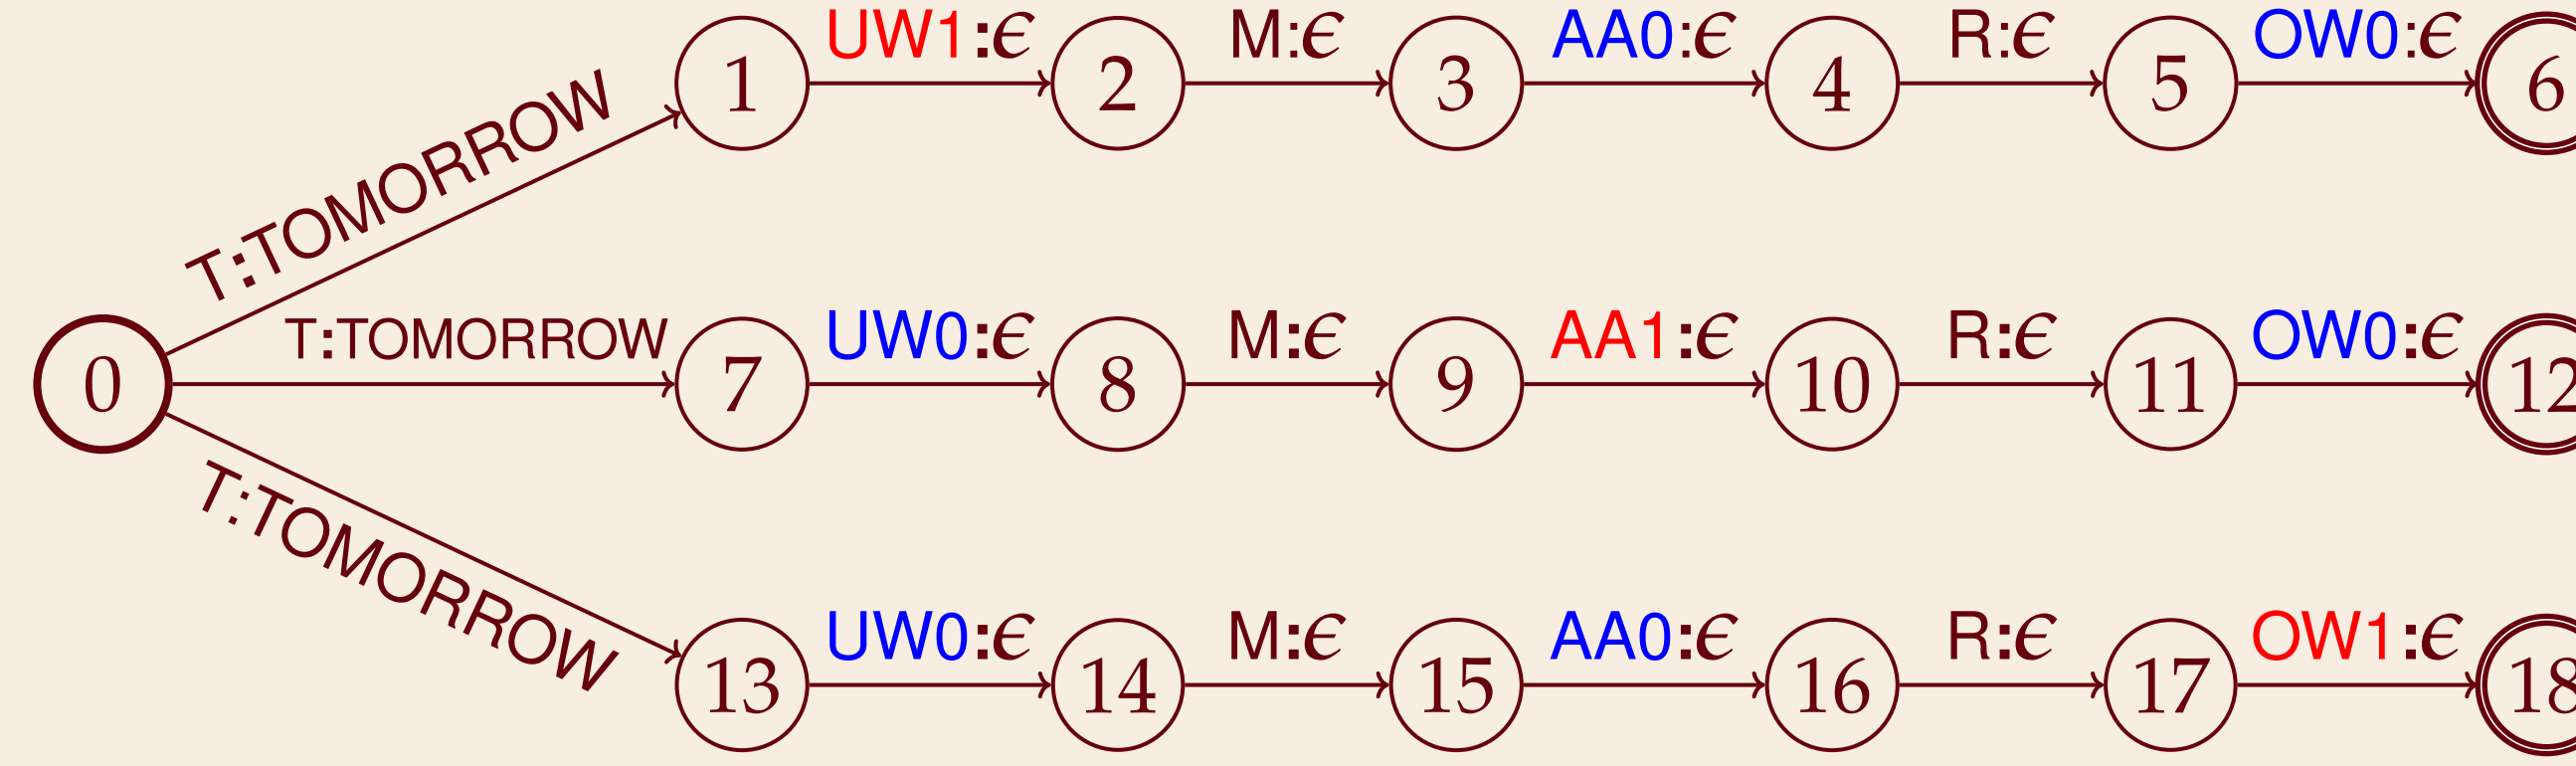 UW1:ϵ M:ϵ AA0:ϵ R:ϵ OW0:ϵ
1 2 3 4 5 6
T:TOMORROW
T:TOMORROW UW0:ϵ M:ϵ AA1:ϵ R:ϵ OW0:ϵ
0 7 8 9 10 11 12
T:TOMORROW
UW0:ϵ M:ϵ AA0:ϵ R:ϵ OW1:ϵ
13 14 15 16 17 18